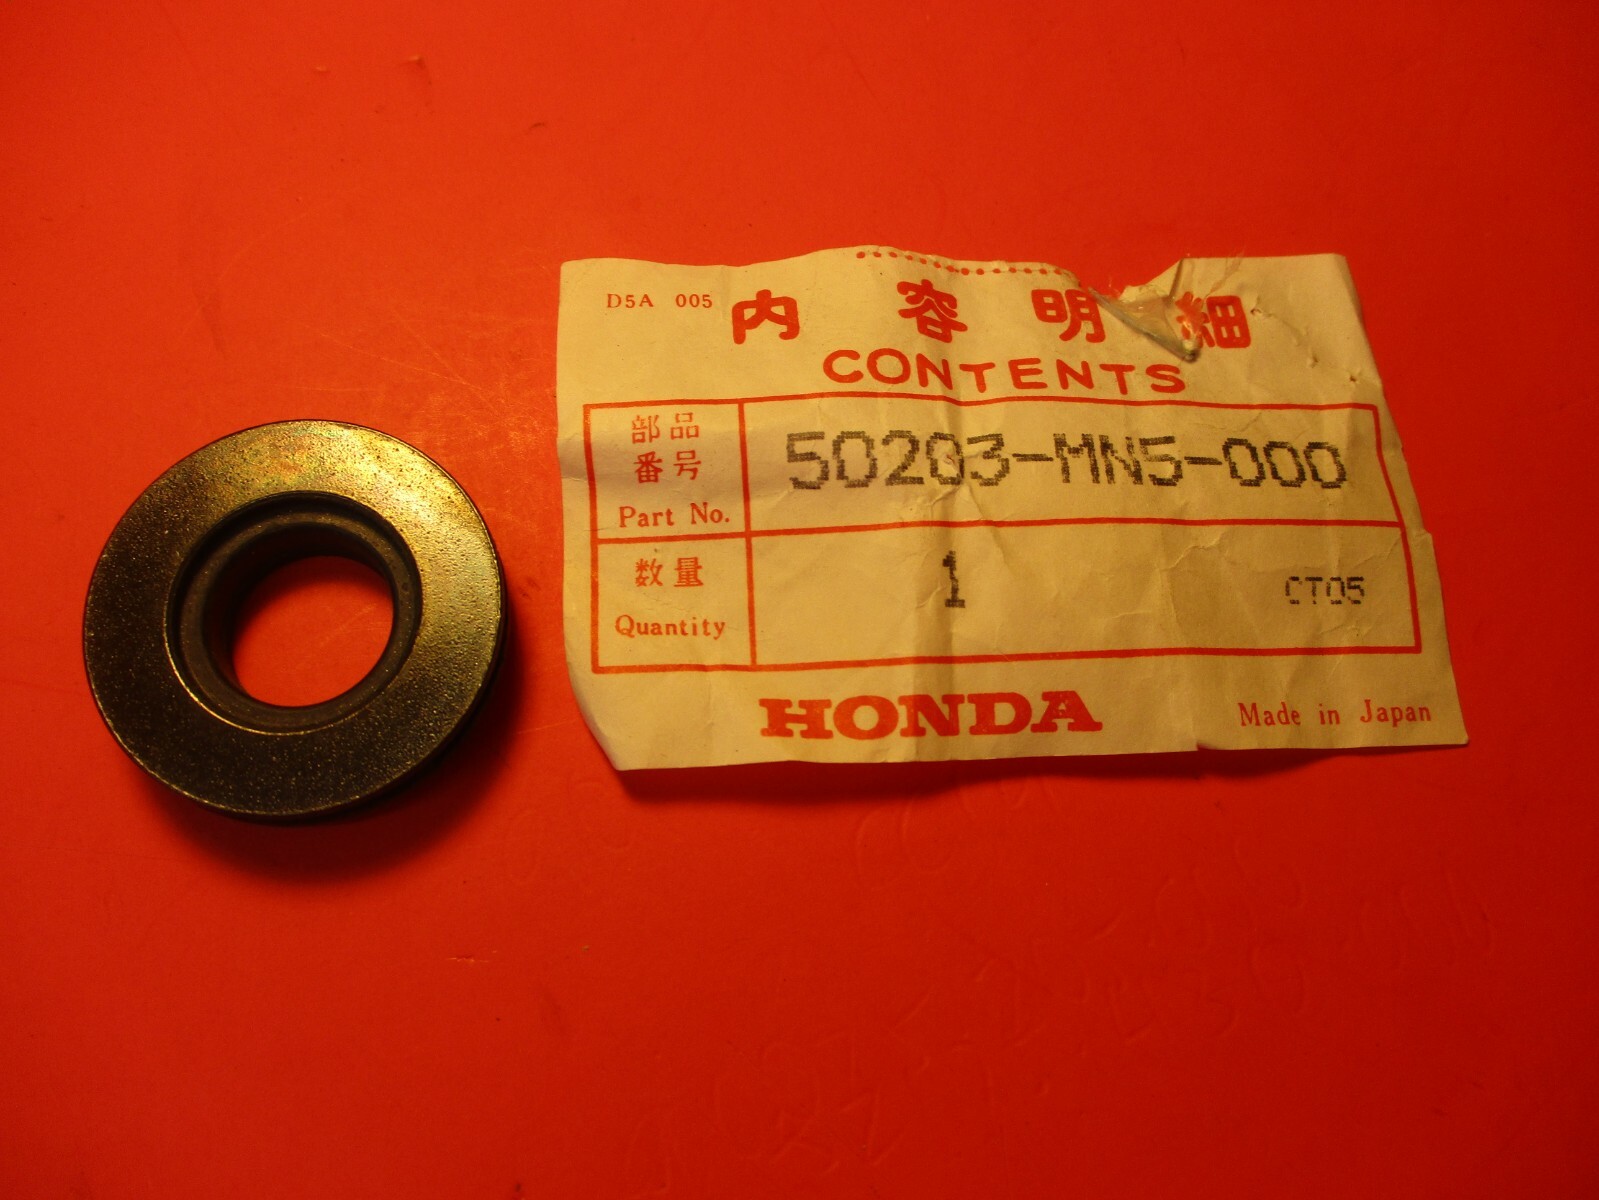 D5A 005
内容明細
CONTENTS
部品
番号
Part No.
50203-MN5-000
数量
Quantity
1
CT05
HONDA
Made in Japan